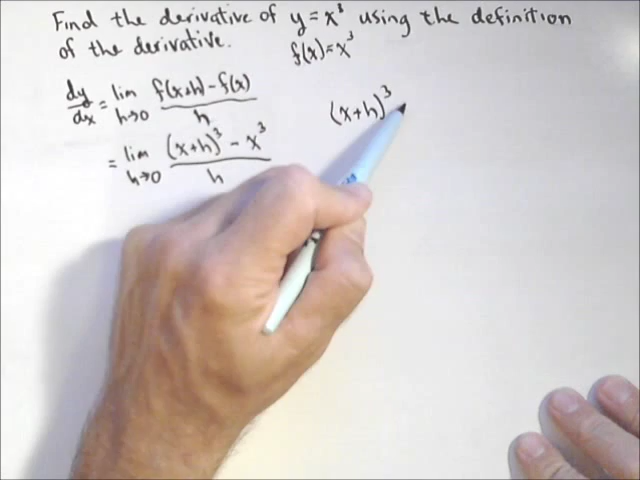 Find the derivative of y = x³ using the definition
of the derivative. f(x) = x³
dy/dx = lim h→0 (f(x+h) - f(x))/h
(x+h)³
= lim h→0 ((x+h)³ - x³)/h